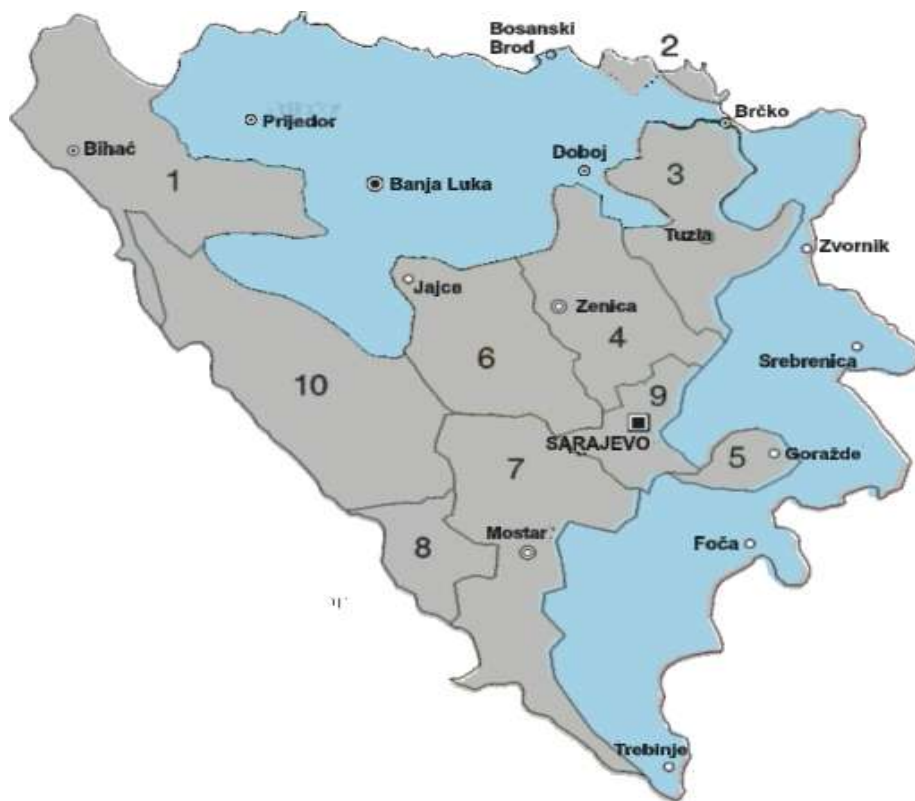 Bosanski
Brod
2
Brčko
Prijedor
Bihać
1
Doboj
3
Banja Luka
Tuzla
Zvornik
Jajce
Zenica
4
Srebrenica
6
10
9
SARAJEVO
5
Goražde
7
Mostar
8
Foča
Trebinje